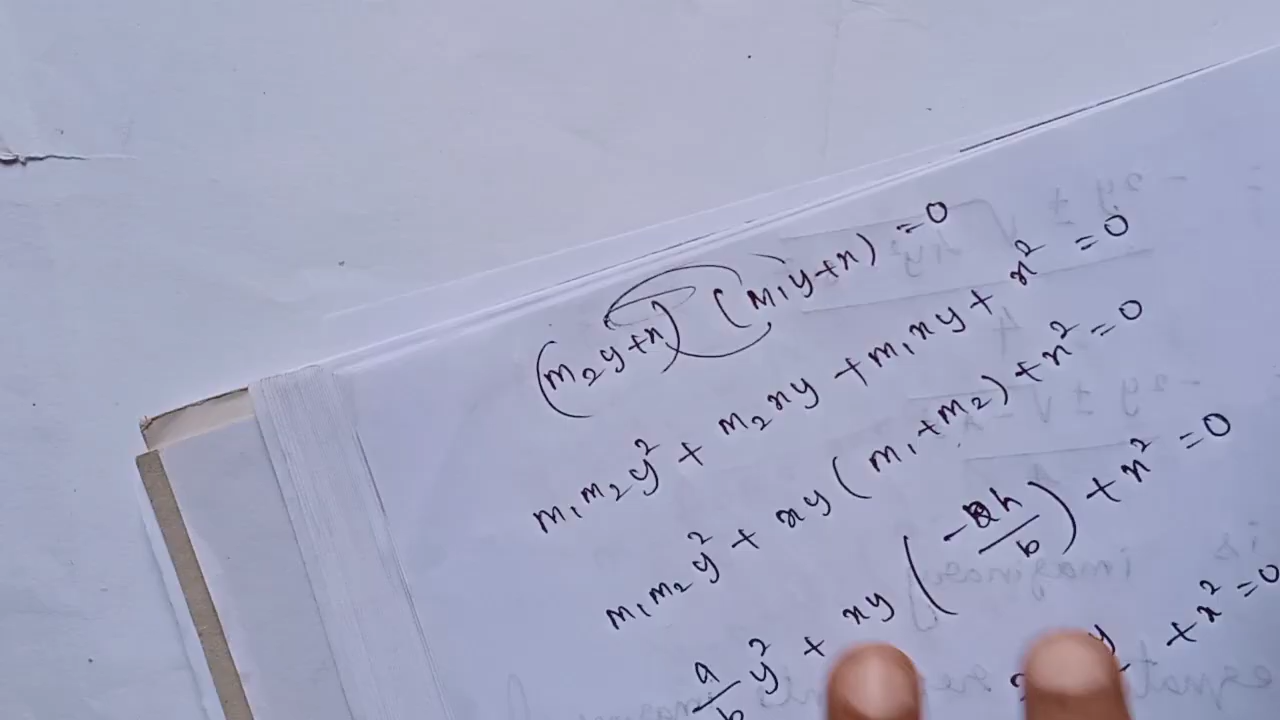 (m₂y+x) (m₁y+x) =0
m₁m₂y² + m₂xy + m₁xy + x² =0
m₁m₂y² + xy (m₁+m₂) + x² =0
a/b y² + xy (-2h/b) + x² =0
y + x² =0